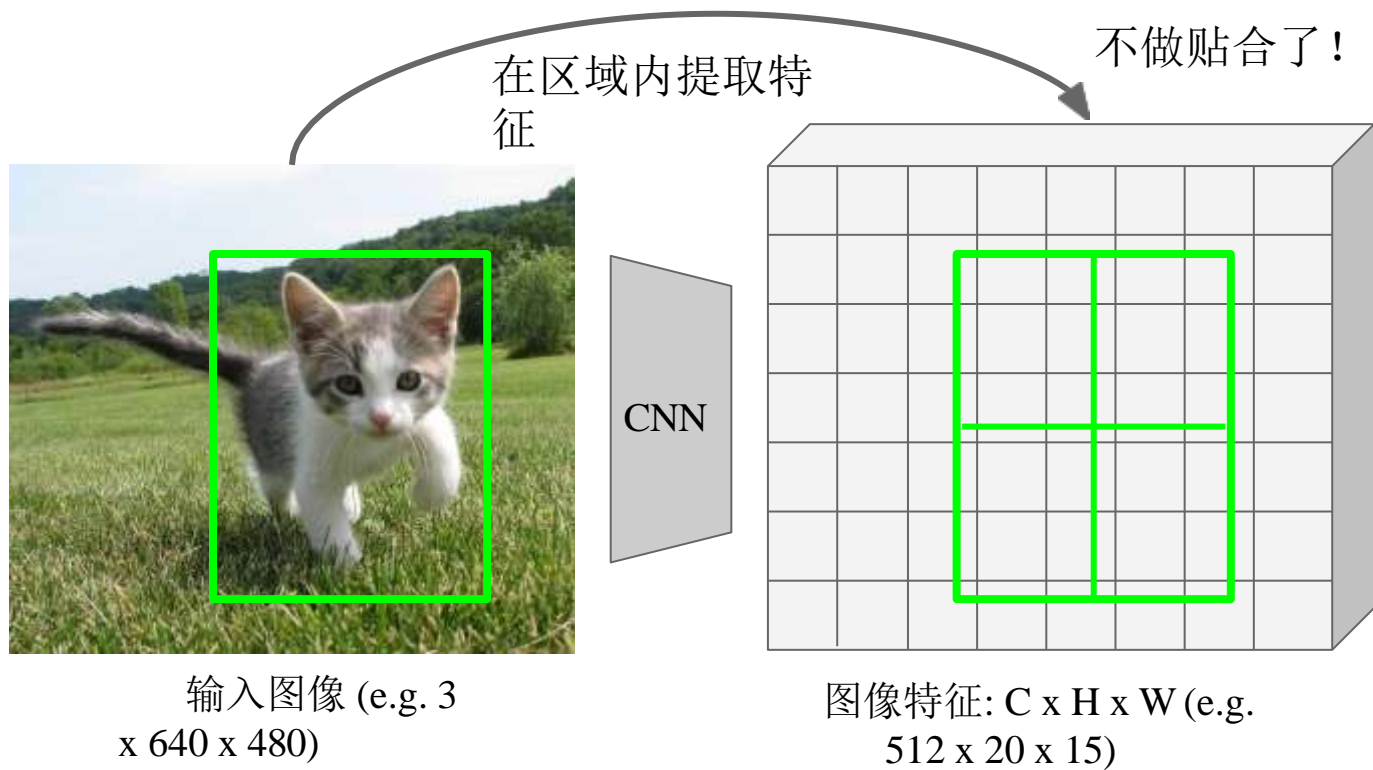 在区域内提取特
征
不做贴合了！
CNN
输入图像 (e.g. 3
x 640 x 480)
图像特征: C x H x W (e.g.
512 x 20 x 15)